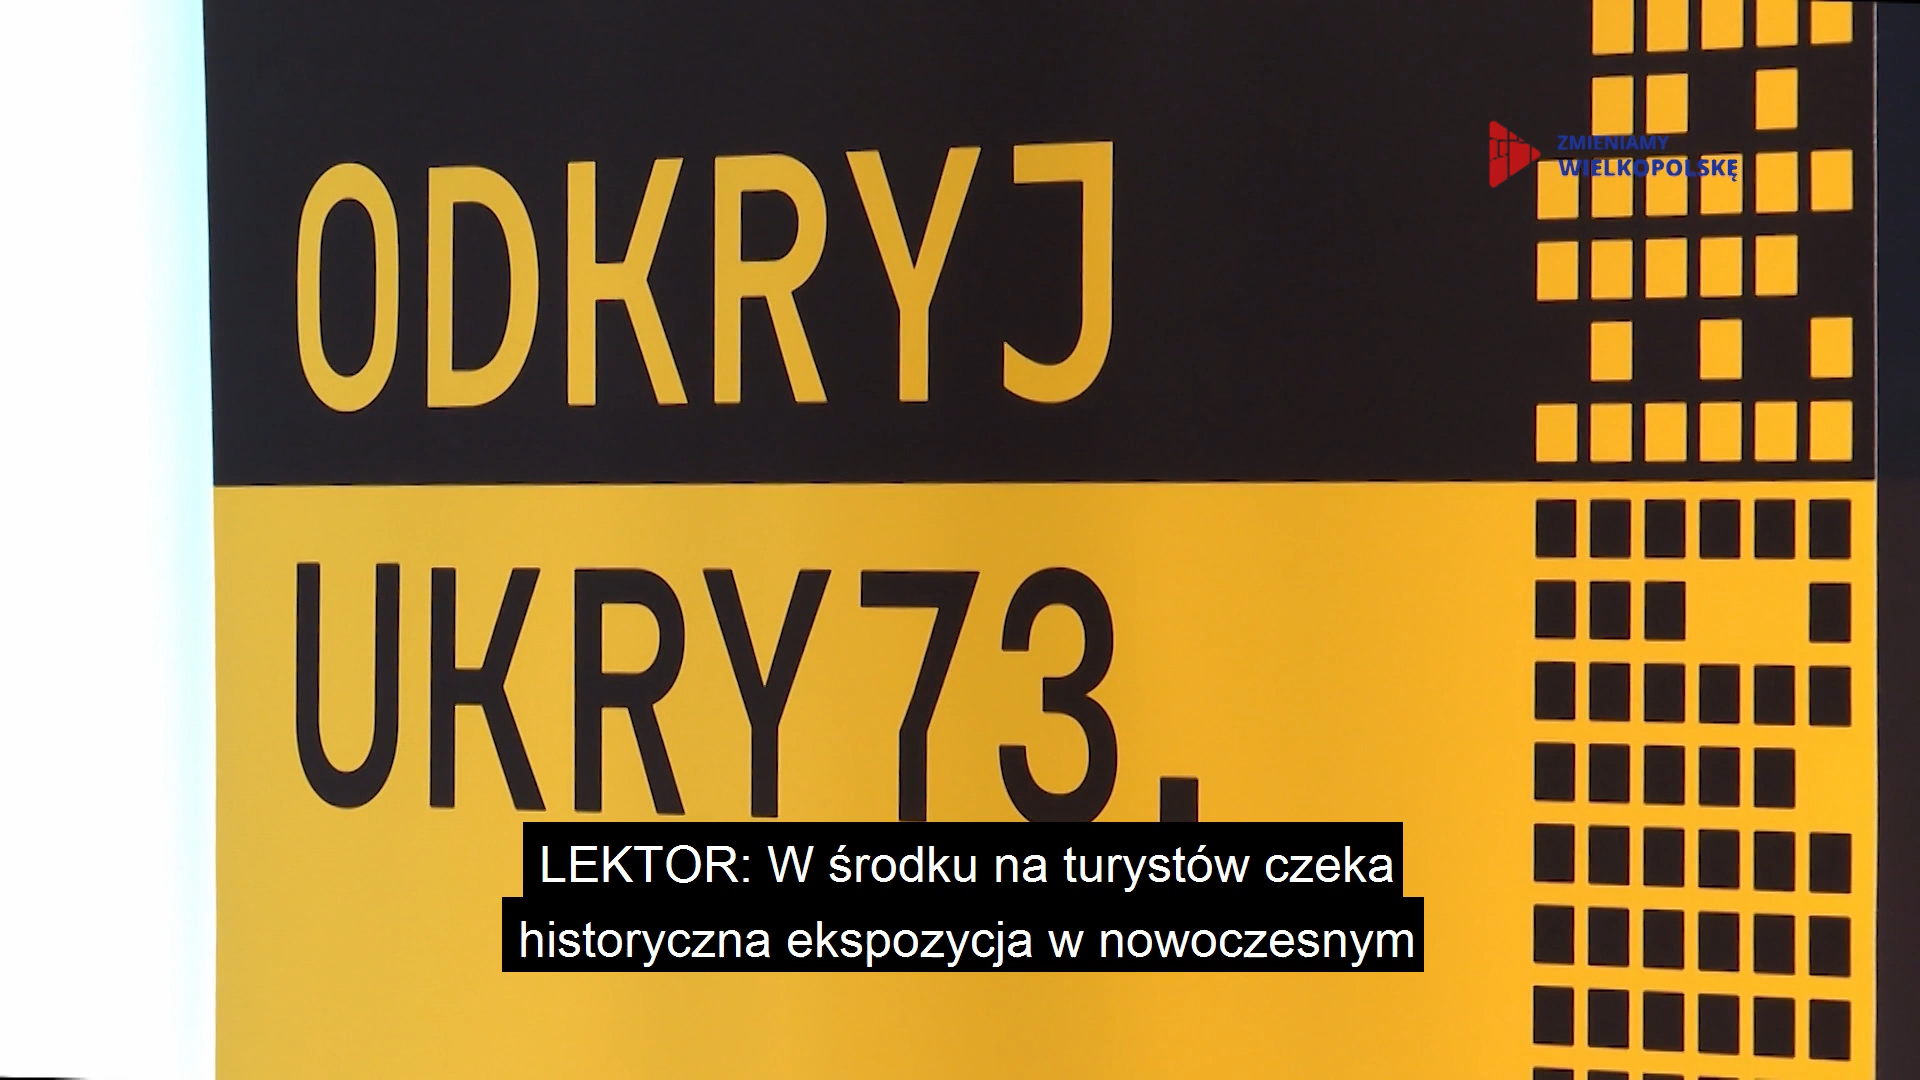 ODKRYJ
ZMIENIAMY
WIELKOPOLSKĘ
UKRY73.
LEKTOR: W środku na turystów czeka
historyczna ekspozycja w nowoczesnym